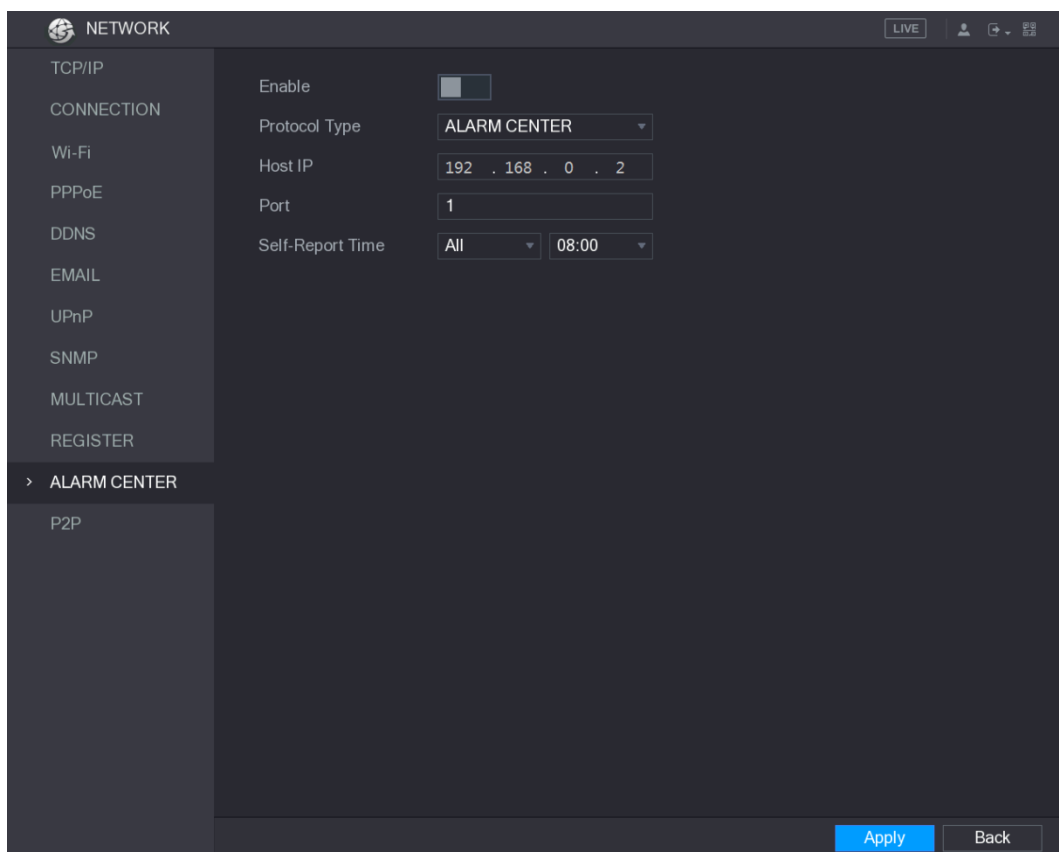 NETWORK
LIVE
TCP/IP
CONNECTION
Wi-Fi
PPPoE
DDNS
EMAIL
UPnP
SNMP
MULTICAST
REGISTER
ALARM CENTER
P2P
Enable
Protocol Type ALARM CENTER
Host IP 192 . 168 . 0 . 2
Port 1
Self-Report Time All 08:00
Apply Back